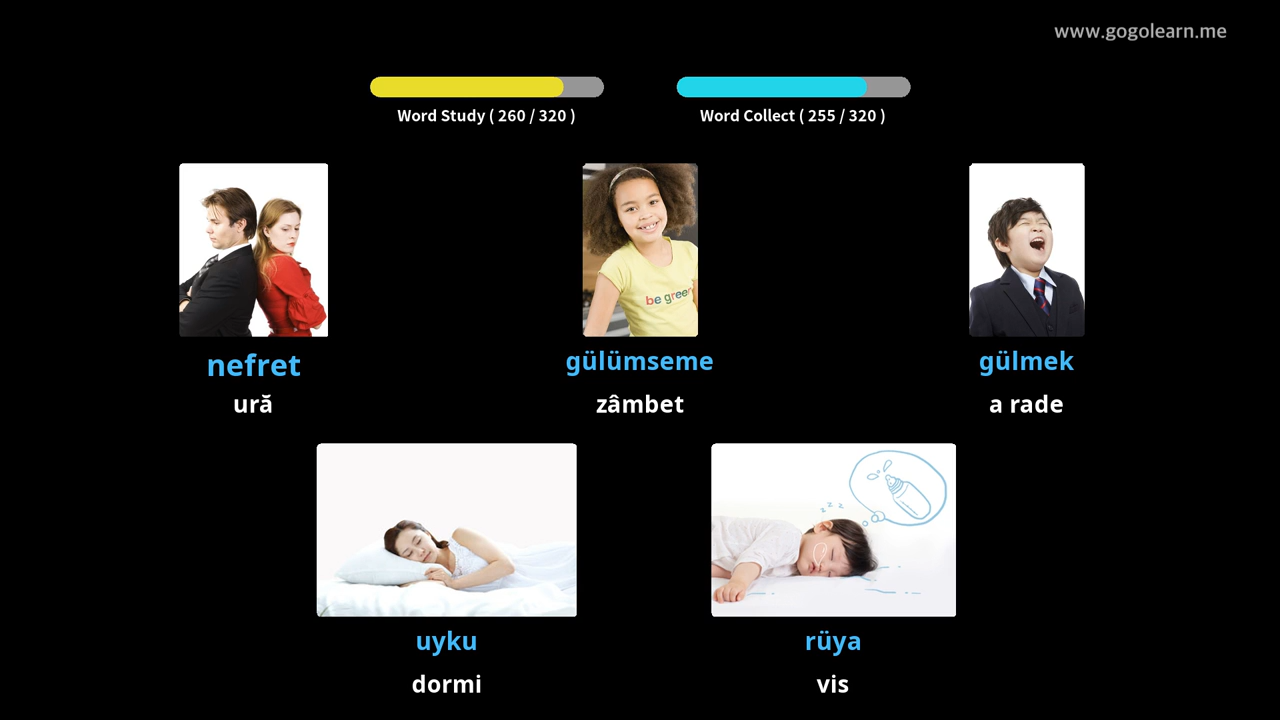 www.gogolearn.me
Word Study ( 260 / 320 )
Word Collect ( 255 / 320 )
be green
nefret
gülümseme
gülmek
ură
zâmbet
a rade
z z z
uyku
rüya
dormi
vis